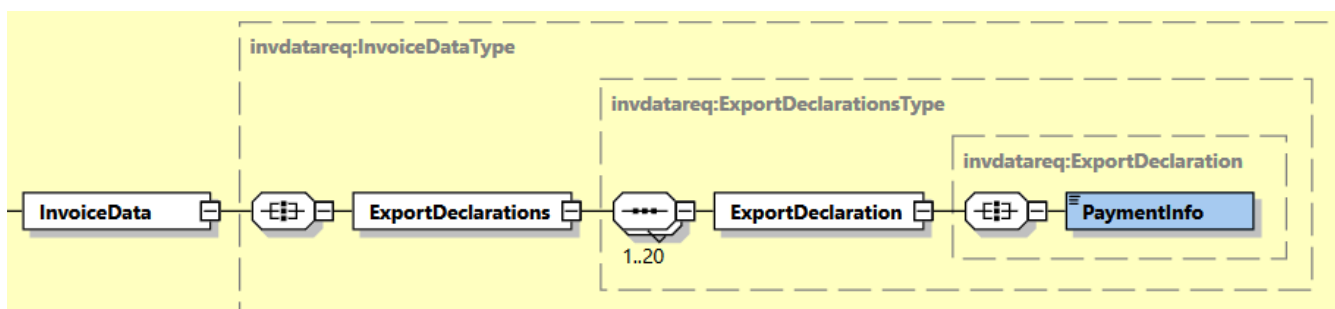 invdatareq:InvoiceDataType
invdatareq:ExportDeclarationsType
invdatareq:ExportDeclaration
InvoiceData
ExportDeclarations
ExportDeclaration
PaymentInfo
1..20